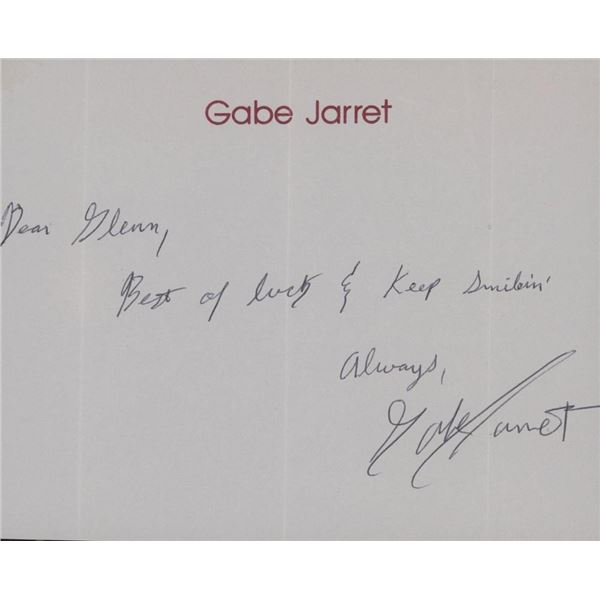 Gabe Jarret
Dear Glenn,
Best of luck & Keep Smilin'
Always,
Gabe Jarret